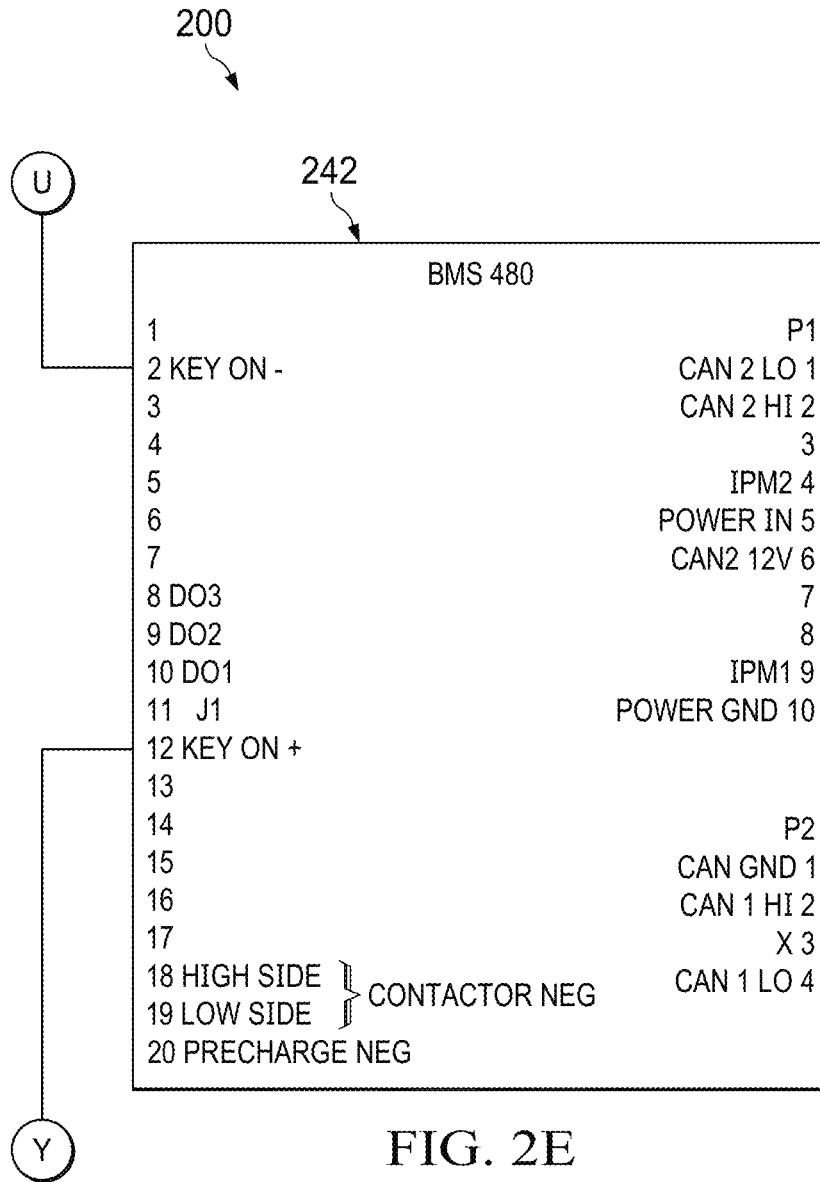 200
U
242
BMS 480
1
2 KEY ON -
3
4
5
6
7
8 DO3
9 DO2
10 DO1
11 J1
12 KEY ON +
13
14
15
16
17
18 HIGH SIDE
19 LOW SIDE
CONTACTOR NEG
20 PRECHARGE NEG
P1
CAN 2 LO 1
CAN 2 HI 2
3
IPM2 4
POWER IN 5
CAN2 12V 6
7
8
IPM1 9
POWER GND 10
P2
CAN GND 1
CAN 1 HI 2
X 3
CAN 1 LO 4
Y
FIG. 2E